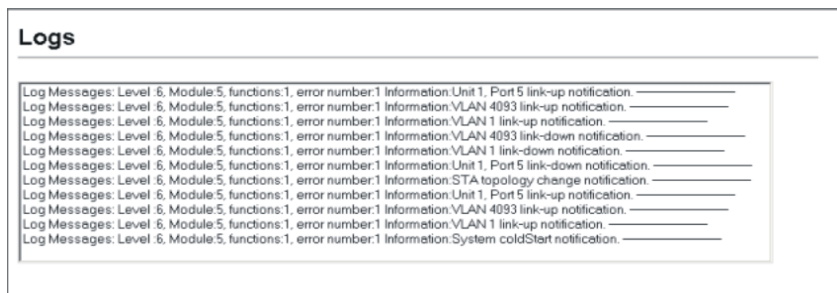 Logs
Log Messages: Level :6, Module:5, functions:1, error number:1 Information:Unit 1, Port 5 link-up notification.
Log Messages: Level :6, Module:5, functions:1, error number:1 Information:VLAN 4093 link-up notification.
Log Messages: Level :6, Module:5, functions:1, error number:1 Information:VLAN 1 link-up notification.
Log Messages: Level :6, Module:5, functions:1, error number:1 Information:VLAN 4093 link-down notification.
Log Messages: Level :6, Module:5, functions:1, error number:1 Information:VLAN 1 link-down notification.
Log Messages: Level :6, Module:5, functions:1, error number:1 Information:Unit 1, Port 5 link-down notification.
Log Messages: Level :6, Module:5, functions:1, error number:1 Information:STA topology change notification.
Log Messages: Level :6, Module:5, functions:1, error number:1 Information:Unit 1, Port 5 link-up notification.
Log Messages: Level :6, Module:5, functions:1, error number:1 Information:VLAN 4093 link-up notification.
Log Messages: Level :6, Module:5, functions:1, error number:1 Information:VLAN 1 link-up notification.
Log Messages: Level :6, Module:5, functions:1, error number:1 Information:System coldStart notification.